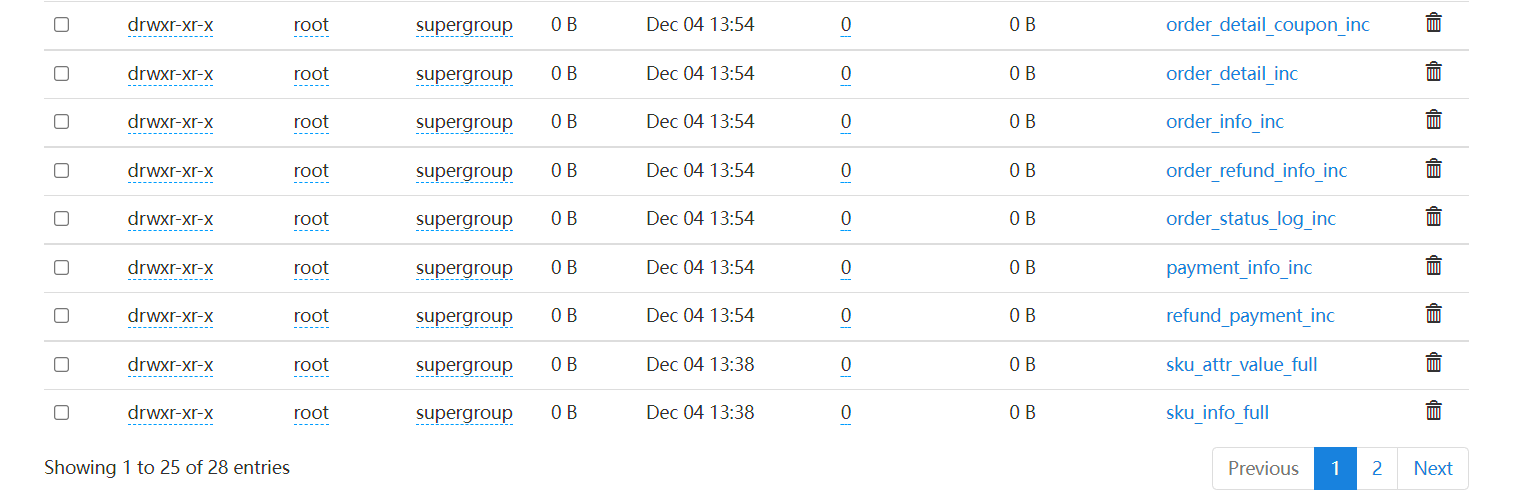 drwxr-xr-x root supergroup 0 B Dec 04 13:54 0 0 B order_detail_coupon_inc
drwxr-xr-x root supergroup 0 B Dec 04 13:54 0 0 B order_detail_inc
drwxr-xr-x root supergroup 0 B Dec 04 13:54 0 0 B order_info_inc
drwxr-xr-x root supergroup 0 B Dec 04 13:54 0 0 B order_refund_info_inc
drwxr-xr-x root supergroup 0 B Dec 04 13:54 0 0 B order_status_log_inc
drwxr-xr-x root supergroup 0 B Dec 04 13:54 0 0 B payment_info_inc
drwxr-xr-x root supergroup 0 B Dec 04 13:54 0 0 B refund_payment_inc
drwxr-xr-x root supergroup 0 B Dec 04 13:38 0 0 B sku_attr_value_full
drwxr-xr-x root supergroup 0 B Dec 04 13:38 0 0 B sku_info_full
Showing 1 to 25 of 28 entries Previous 1 2 Next